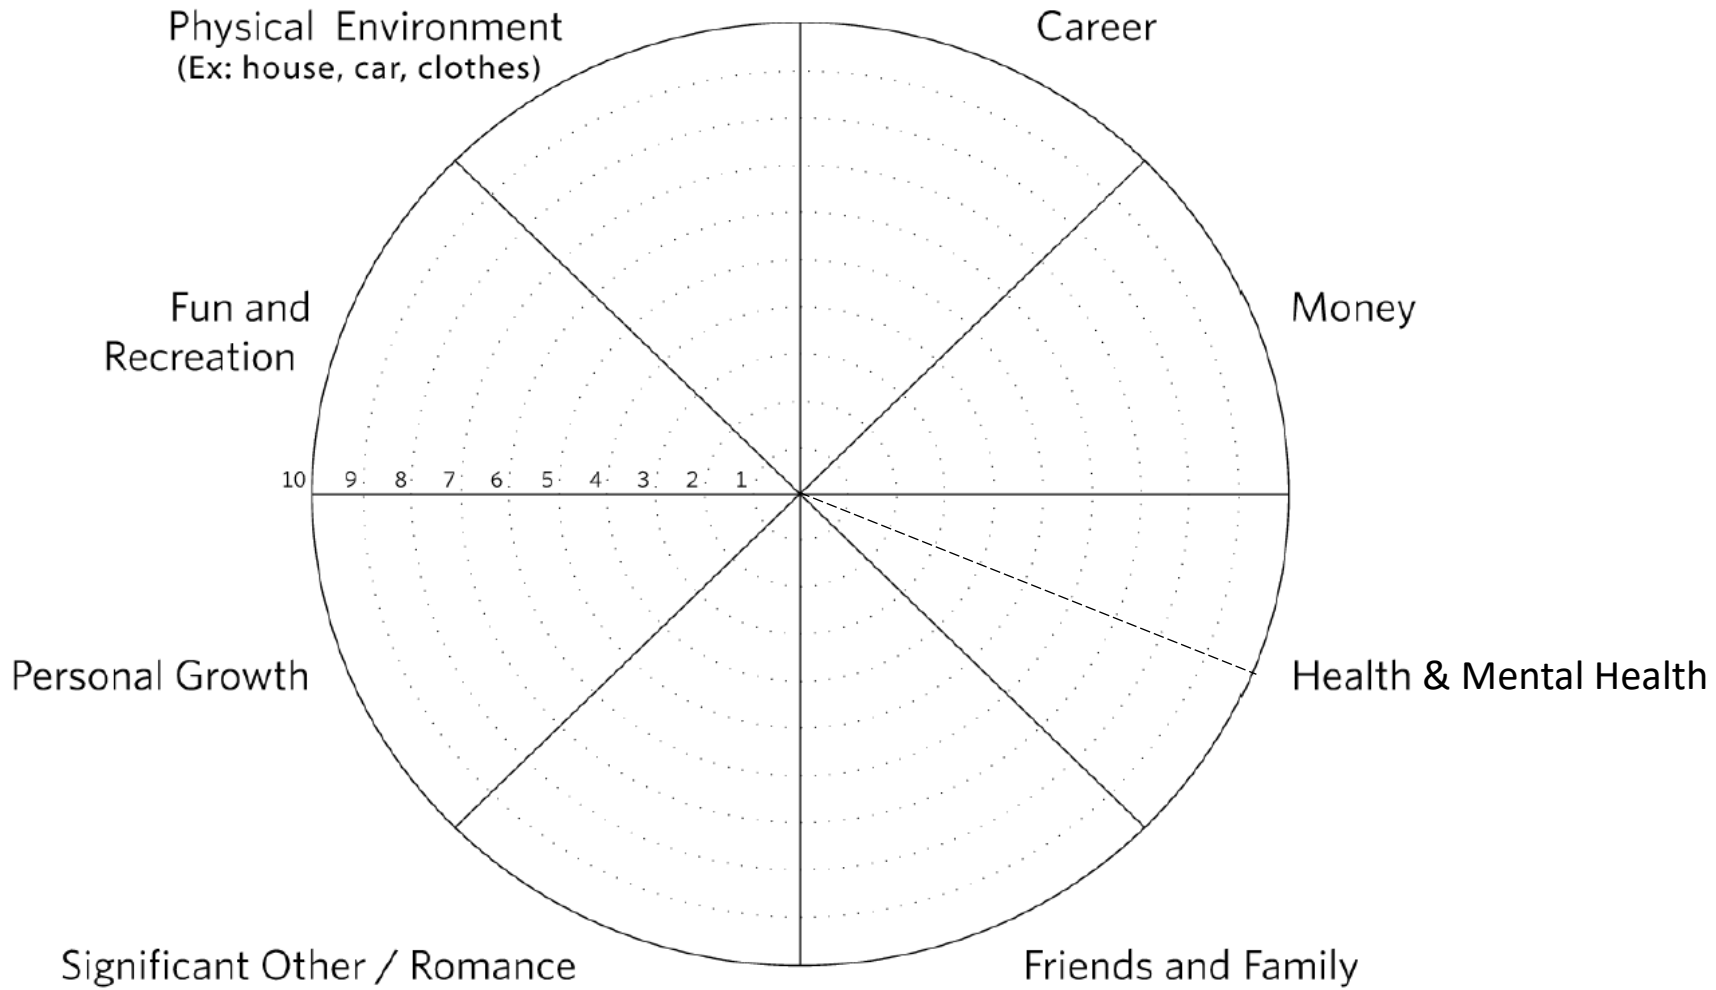 Physical Environment
(Ex: house, car, clothes)
Career
Fun and
Recreation
Money
10 9 8 7 6 5 4 3 2 1
Personal Growth
Health & Mental Health
Significant Other / Romance
Friends and Family